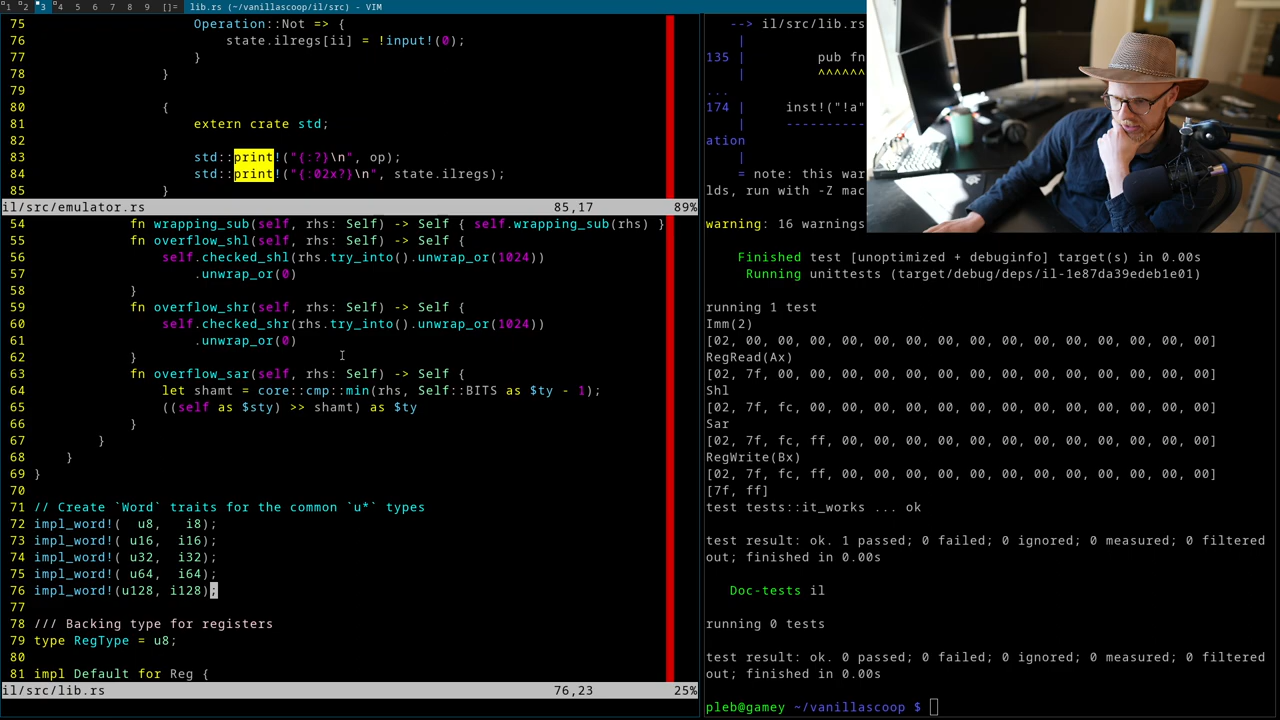 1 2 3 4 5 6 7 8 9 []= lib.rs (~/vanillascoop/il/src) - VIM
75 Operation::Not => {
76 state.ilregs[ii] = !input!(0);
77 }
78 }
79
80 {
81 extern crate std;
82
83 std::print!("{:?}\n", op);
84 std::print!("{:02x?}\n", state.ilregs);
85 }
il/src/emulator.rs 85,17 89%
54 fn wrapping_sub(self, rhs: Self) -> Self { self.wrapping_sub(rhs) }
55 fn overflow_shl(self, rhs: Self) -> Self {
56 self.checked_shl(rhs.try_into().unwrap_or(1024))
57 .unwrap_or(0)
58 }
59 fn overflow_shr(self, rhs: Self) -> Self {
60 self.checked_shr(rhs.try_into().unwrap_or(1024))
61 .unwrap_or(0)
62 }
63 fn overflow_sar(self, rhs: Self) -> Self {
64 let shamt = core::cmp::min(rhs, Self::BITS as $ty - 1);
65 ((self as $sty) >> shamt) as $ty
66 }
67 }
68 }
69 }
70
71 // Create `Word` traits for the common `u*` types
72 impl_word!( u8, i8);
73 impl_word!( u16, i16);
74 impl_word!( u32, i32);
75 impl_word!( u64, i64);
76 impl_word!(u128, i128);
77
78 /// Backing type for registers
79 type RegType = u8;
80
81 impl Default for Reg {
il/src/lib.rs 76,23 25%
--> il/src/lib.rs
|
135 | pub fn
| ^^^^^^
...
174 | inst!("!a"
| ----------
ation
|
= note: this war
lds, run with -Z mac
warning: 16 warnings
Finished test [unoptimized + debuginfo] target(s) in 0.00s
Running unittests (target/debug/deps/il-1e87da39edeb1e01)
running 1 test
Imm(2)
[02, 00, 00, 00, 00, 00, 00, 00, 00, 00, 00, 00, 00, 00, 00, 00]
RegRead(Ax)
[02, 7f, 00, 00, 00, 00, 00, 00, 00, 00, 00, 00, 00, 00, 00, 00]
Shl
[02, 7f, fc, 00, 00, 00, 00, 00, 00, 00, 00, 00, 00, 00, 00, 00]
Sar
[02, 7f, fc, ff, 00, 00, 00, 00, 00, 00, 00, 00, 00, 00, 00, 00]
RegWrite(Bx)
[02, 7f, fc, ff, 00, 00, 00, 00, 00, 00, 00, 00, 00, 00, 00, 00]
[7f, ff]
test tests::it_works ... ok
test result: ok. 1 passed; 0 failed; 0 ignored; 0 measured; 0 filtered
out; finished in 0.00s
Doc-tests il
running 0 tests
test result: ok. 0 passed; 0 failed; 0 ignored; 0 measured; 0 filtered
out; finished in 0.00s
pleb@gamey ~/vanillascoop $